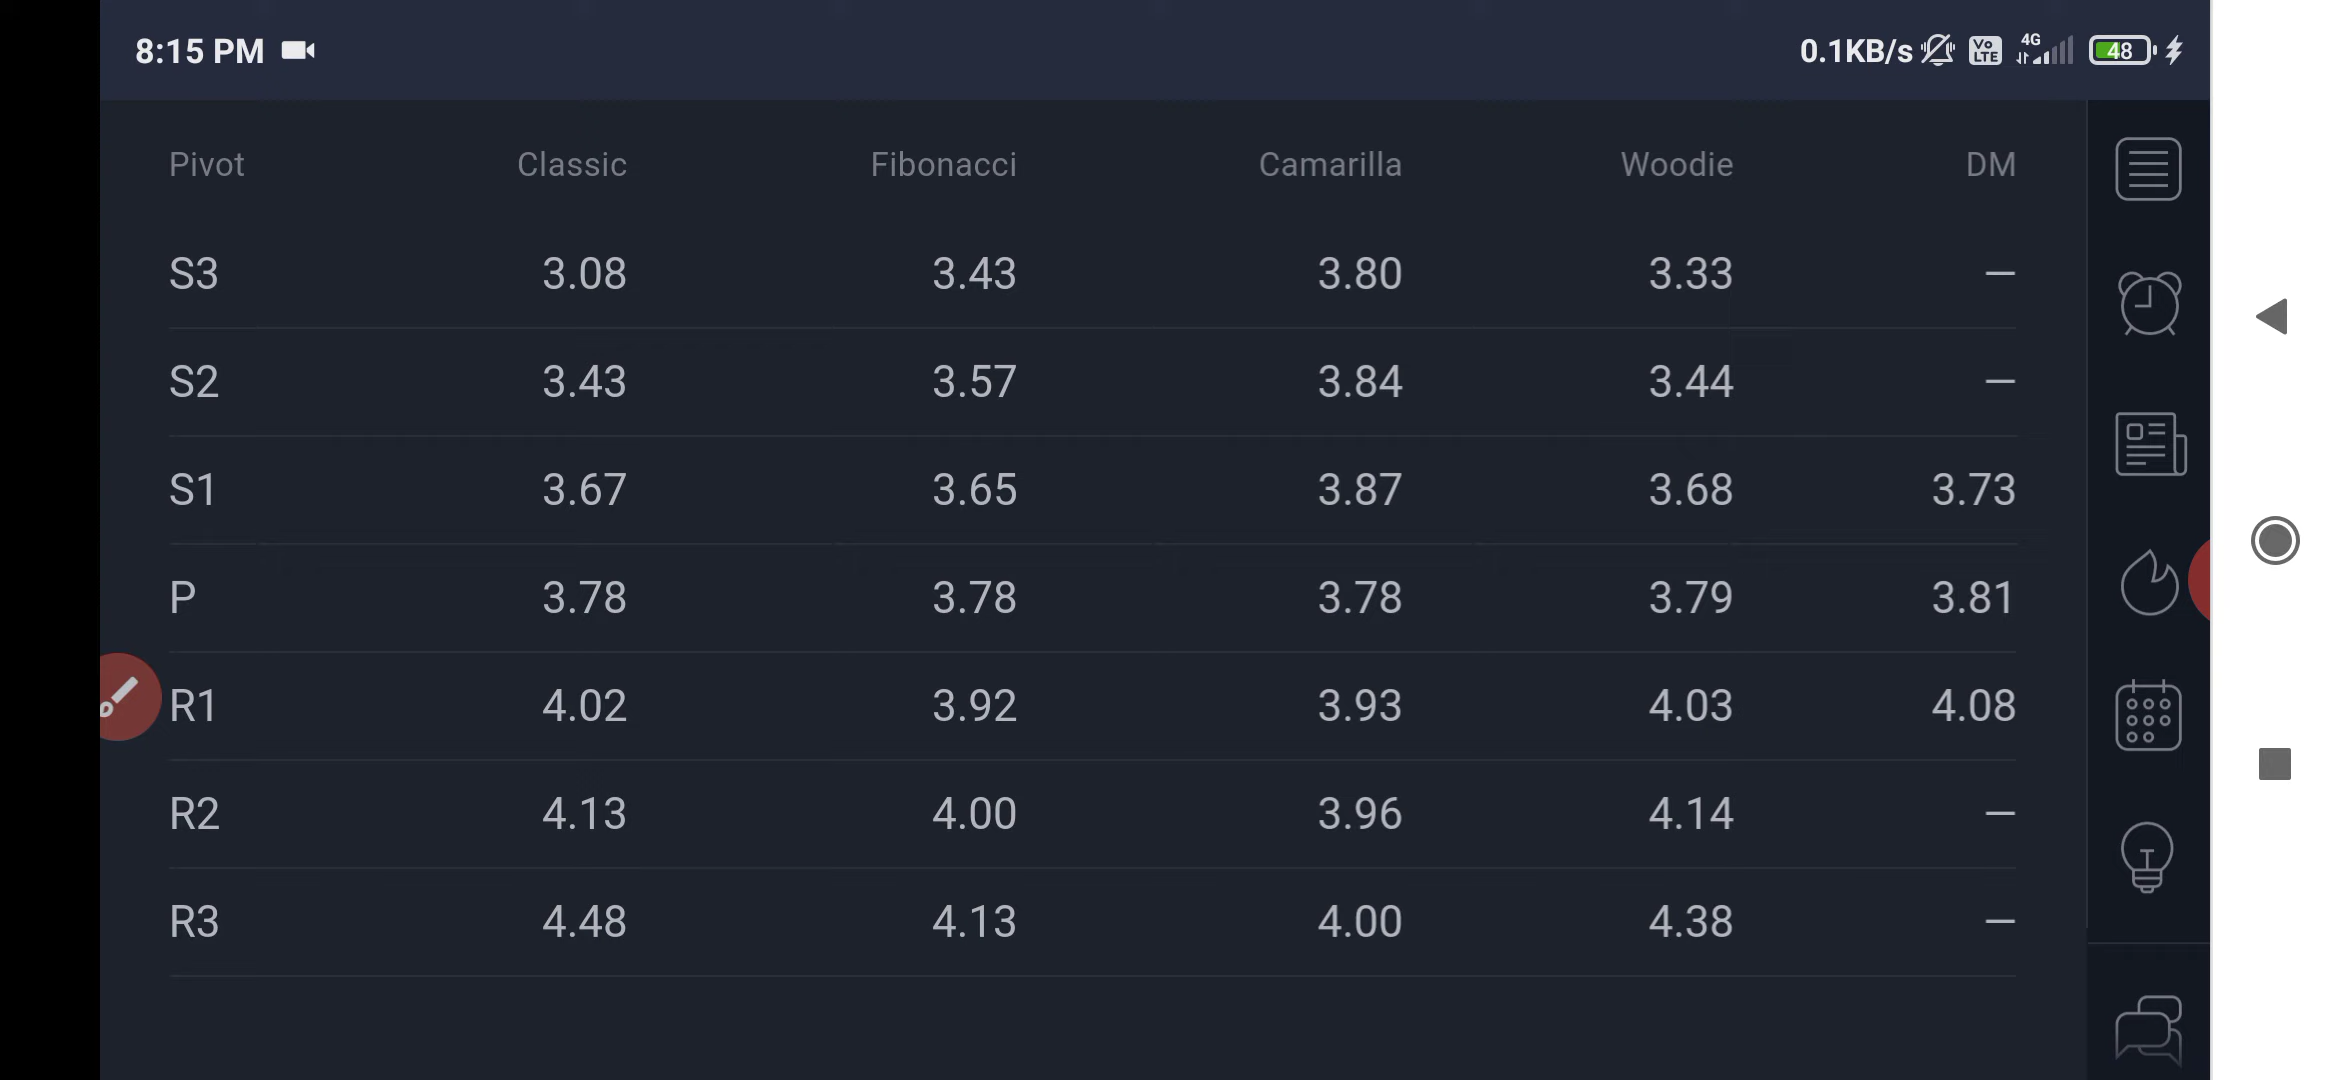 8:15 PM 0.1KB/s Vo LTE 4G 48
Pivot Classic Fibonacci Camarilla Woodie DM
S3 3.08 3.43 3.80 3.33 —
S2 3.43 3.57 3.84 3.44 —
S1 3.67 3.65 3.87 3.68 3.73
P 3.78 3.78 3.78 3.79 3.81
R1 4.02 3.92 3.93 4.03 4.08
R2 4.13 4.00 3.96 4.14 —
R3 4.48 4.13 4.00 4.38 —